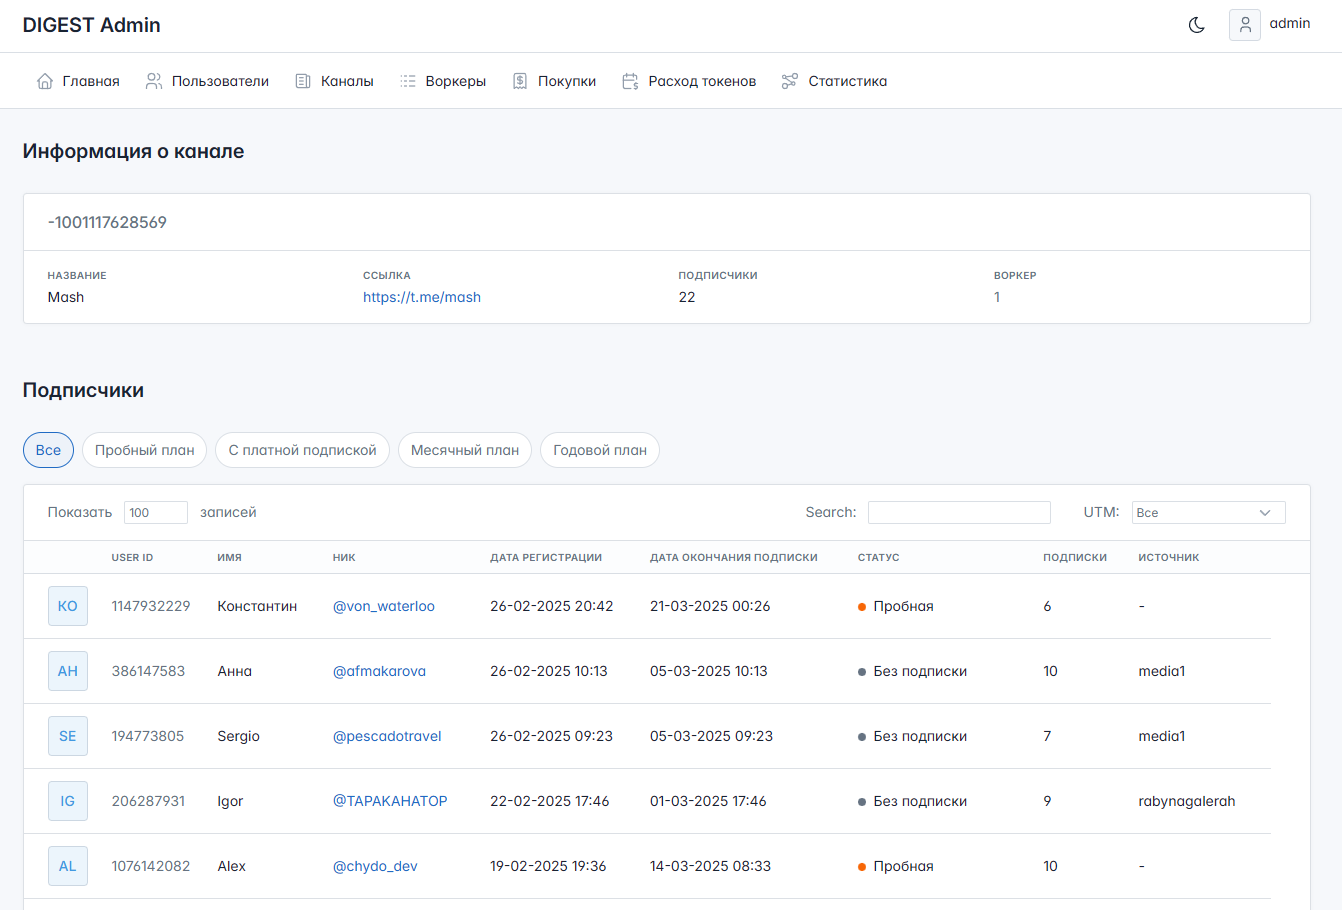 DIGEST Admin
admin
Главная Пользователи Каналы Воркеры Покупки Расход токенов Статистика
Информация о канале
-1001117628569
НАЗВАНИЕ ССЫЛКА ПОДПИСЧИКИ ВОРКЕР
Mash https://t.me/mash 22 1
Подписчики
Все Пробный план С платной подпиской Месячный план Годовой план
Показать 100 записей Search: UTM: Все
USER ID ИМЯ НИК ДАТА РЕГИСТРАЦИИ ДАТА ОКОНЧАНИЯ ПОДПИСКИ СТАТУС ПОДПИСКИ ИСТОЧНИК
КО 1147932229 Константин @von_waterloo 26-02-2025 20:42 21-03-2025 00:26 Пробная 6 -
АН 386147583 Анна @afmakarova 26-02-2025 10:13 05-03-2025 10:13 Без подписки 10 media1
SE 194773805 Sergio @pescadotravel 26-02-2025 09:23 05-03-2025 09:23 Без подписки 7 media1
IG 206287931 Igor @TAPAKAHATOP 22-02-2025 17:46 01-03-2025 17:46 Без подписки 9 rabynagalerah
AL 1076142082 Alex @chydo_dev 19-02-2025 19:36 14-03-2025 08:33 Пробная 10 -